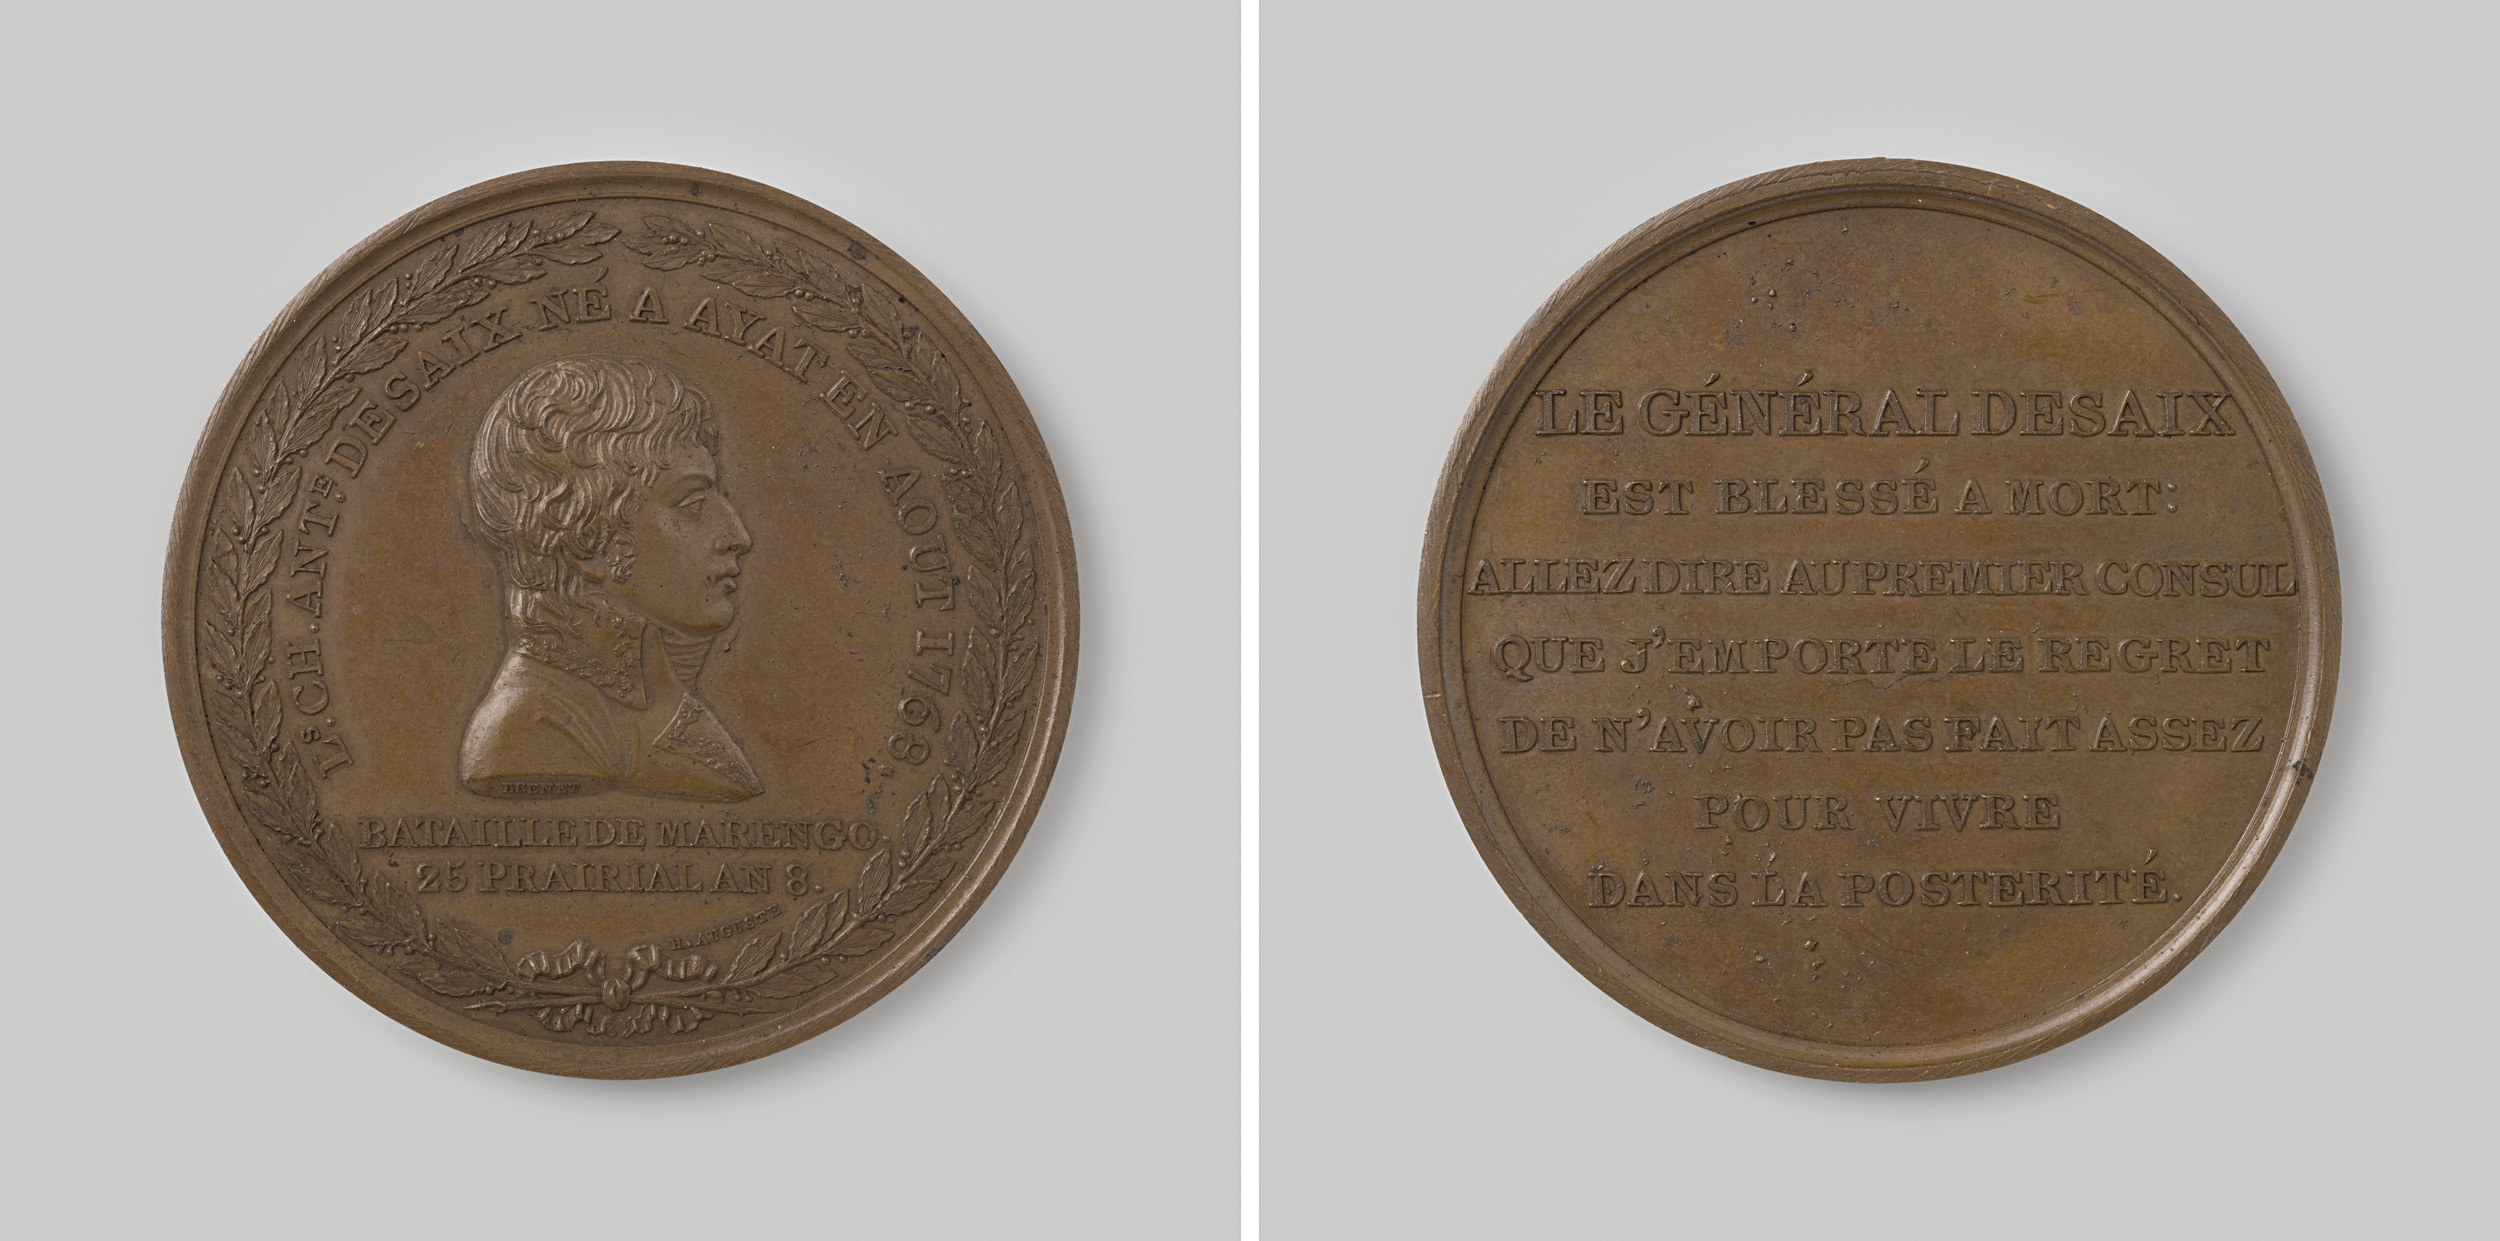 Ls. CH. ANTE. DESAIX NÉ A AYAT EN AOUT 1768.
BRENET
BATAILLE DE MARENGO.
25 PRAIRIAL AN 8.
H. AUGUSTE
LE GÉNÉRAL DESAIX
EST BLESSÉ A MORT:
ALLEZ DIRE AU PREMIER CONSUL
QUE J'EMPORTE LE REGRET
DE N'AVOIR PAS FAIT ASSEZ
POUR VIVRE
DANS LA POSTERITÉ.